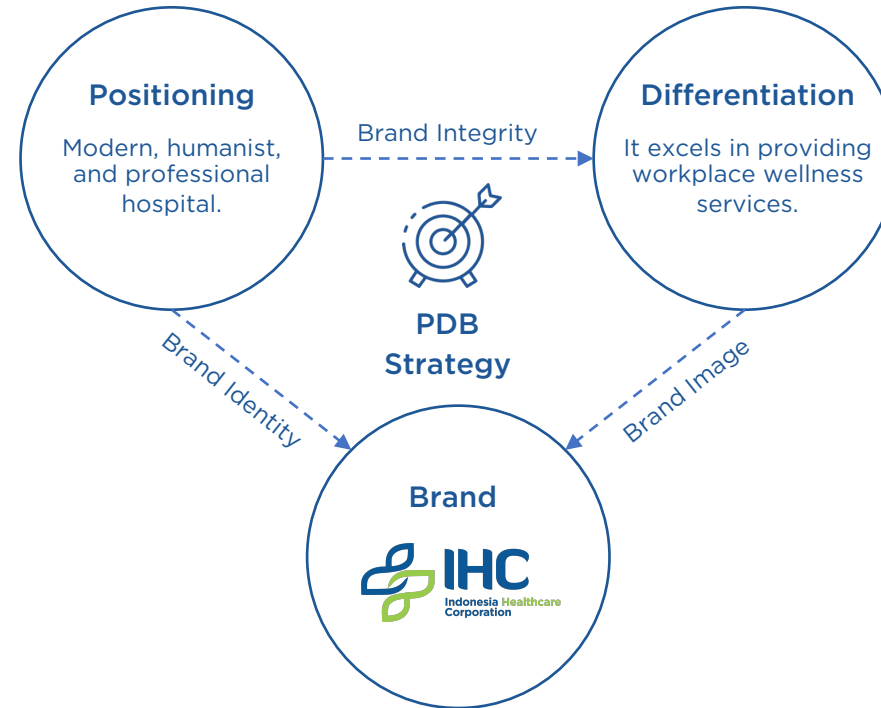 Positioning
Modern, humanist,
and professional
hospital.
Brand Integrity
Differentiation
It excels in providing
workplace wellness
services.
PDB
Strategy
Brand Identity
Brand Image
Brand
IHC
Indonesia Healthcare
Corporation